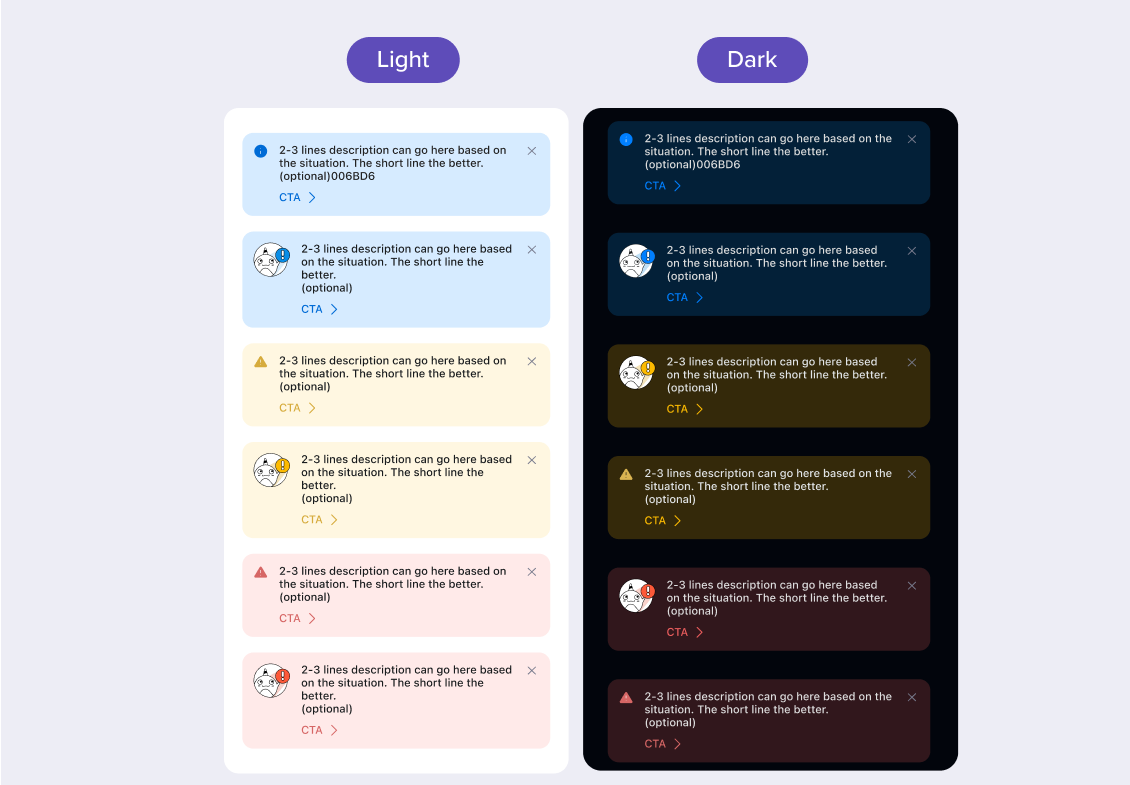 Light
2-3 lines description can go here based on
the situation. The short line the better.
(optional)006BD6
CTA
2-3 lines description can go here based
on the situation. The short line the
better.
(optional)
CTA
2-3 lines description can go here based on
the situation. The short line the better.
(optional)
CTA
2-3 lines description can go here based
on the situation. The short line the
better.
(optional)
CTA
2-3 lines description can go here based on
the situation. The short line the better.
(optional)
CTA
2-3 lines description can go here based
on the situation. The short line the
better.
(optional)
CTA
Dark
2-3 lines description can go here based on the
situation. The short line the better.
(optional)006BD6
CTA
2-3 lines description can go here based
on the situation. The short line the better.
(optional)
CTA
2-3 lines description can go here based
on the situation. The short line the better.
(optional)
CTA
2-3 lines description can go here based on the
situation. The short line the better.
(optional)
CTA
2-3 lines description can go here based
on the situation. The short line the better.
(optional)
CTA
2-3 lines description can go here based on the
situation. The short line the better.
(optional)
CTA